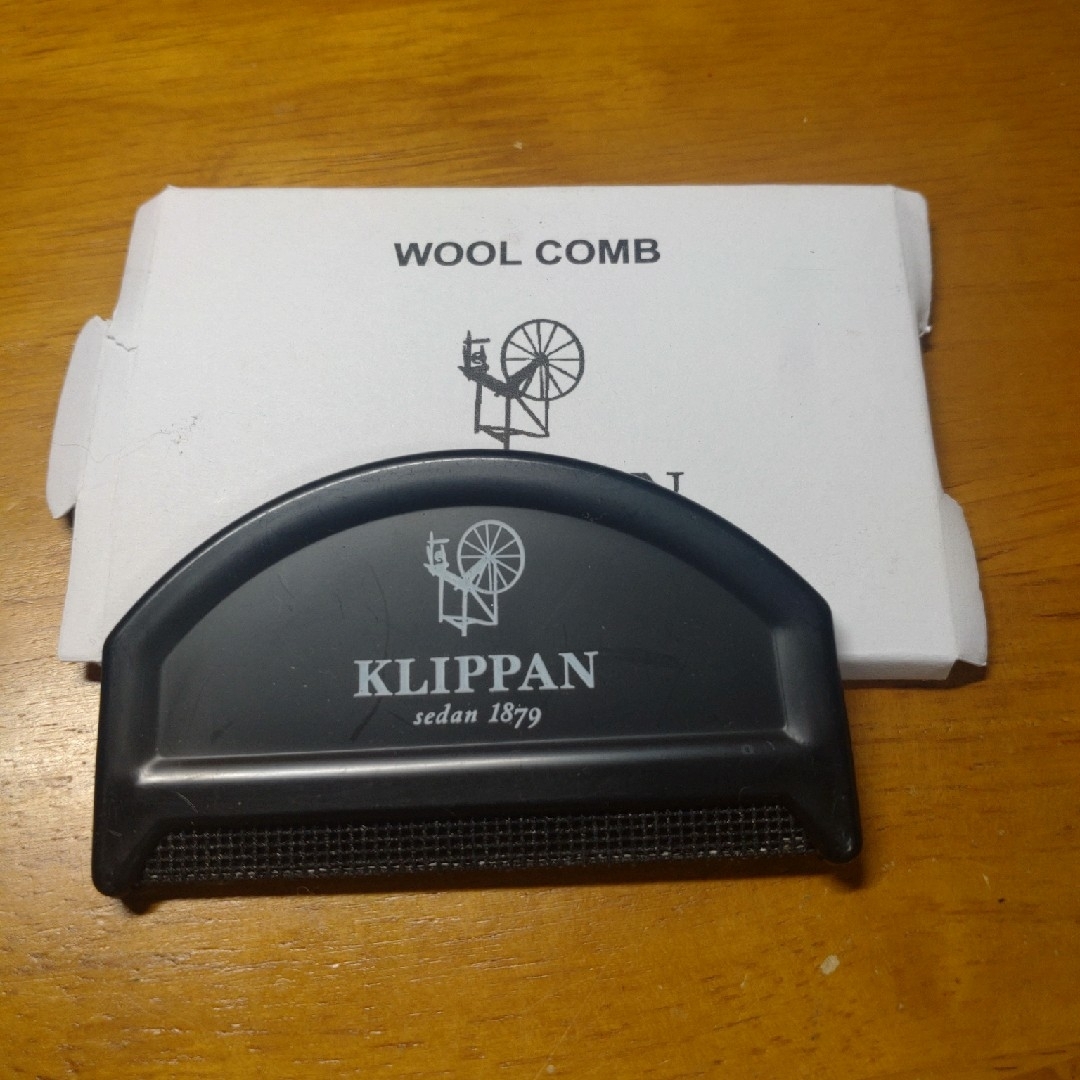 WOOL COMB
KLIPPAN
sedan 1879